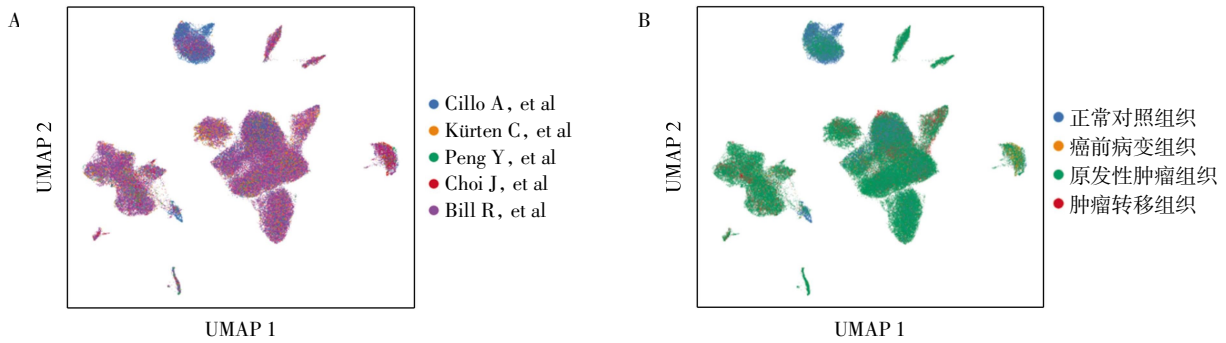 A
UMAP 2
UMAP 1
Cillo A, et al
Kürten C, et al
Peng Y, et al
Choi J, et al
Bill R, et al
B
UMAP 2
UMAP 1
正常对照组织
癌前病变组织
原发性肿瘤组织
肿瘤转移组织